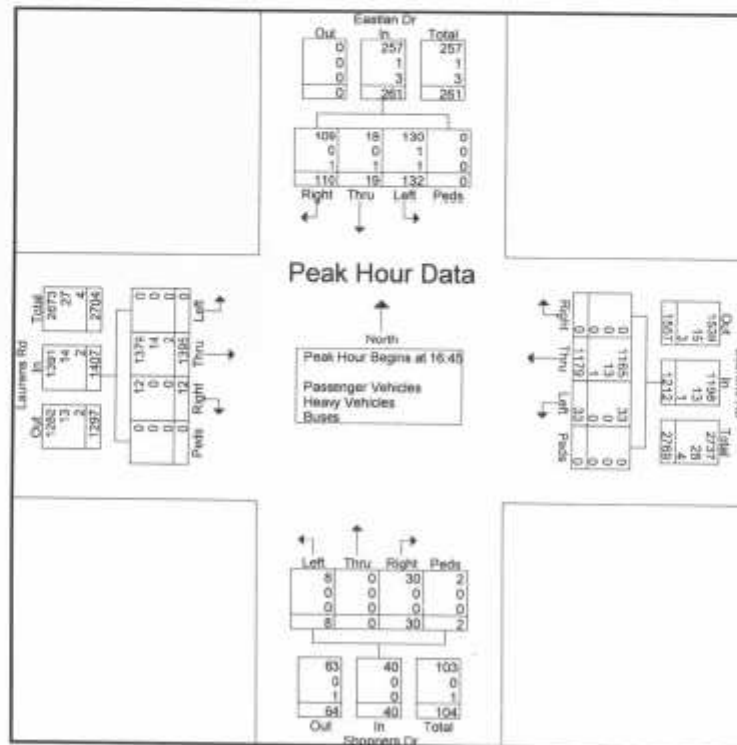 Eastlan Dr
Out In Total
0 257 257
0 1 1
0 3 3
0 261 261
109 18 130 0
0 0 1 0
1 1 1 0
110 19 132 0
Right Thru Left Peds
Peak Hour Data
North
Peak Hour Begins at 16:45
Passenger Vehicles
Heavy Vehicles
Buses
Laurens Rd
Out In Total
1282 1391 2673
13 14 27
2 2 4
1297 1407 2704
Left Thru Right Peds
0 1379 12 0
0 14 0 0
0 2 0 0
0 1395 12 0
Out In Total
1539 1198 2737
15 13 28
3 1 4
1557 1212 2769
Right Thru Left Peds
0 1165 33 0
0 13 0 0
0 1 0 0
0 1179 33 0
Left Thru Right Peds
8 0 30 2
0 0 0 0
0 0 0 0
8 0 30 2
63 40 103
0 0 0
1 0 1
64 40 104
Out In Total
Shoppers Dr